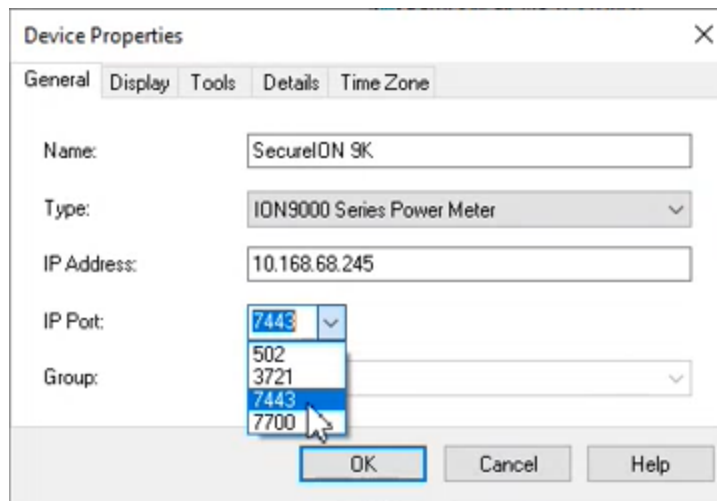 Device Properties
General Display Tools Details Time Zone
Name: SecureION 9K
Type: ION9000 Series Power Meter
IP Address: 10.168.68.245
IP Port: 7443
502
3721
Group:
7443
7700
OK Cancel Help